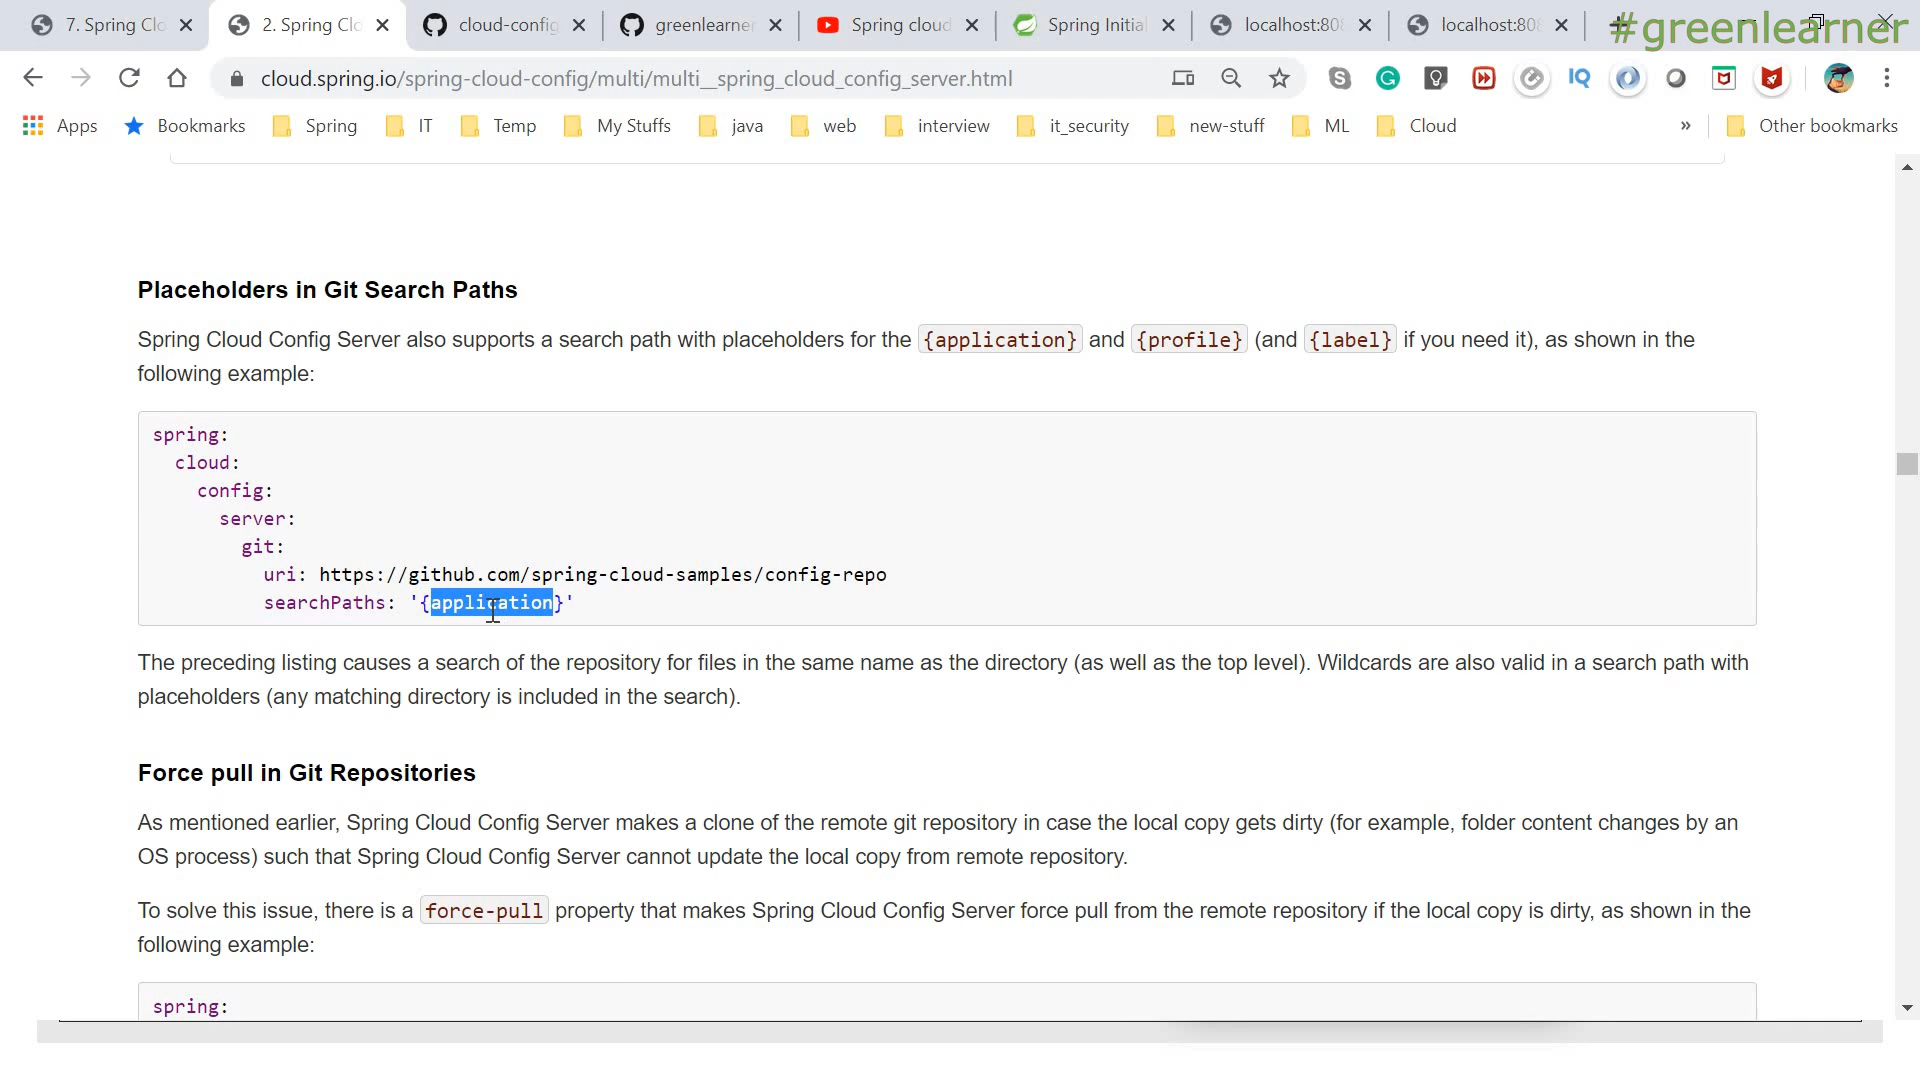 7. Spring Clo
2. Spring Clo
cloud-config
greenlearner
Spring cloud
Spring Initial
localhost:808
localhost:808
#greenlearner
cloud.spring.io/spring-cloud-config/multi/multi__spring_cloud_config_server.html
Apps
Bookmarks
Spring
IT
Temp
My Stuffs
java
web
interview
it_security
new-stuff
ML
Cloud
»
Other bookmarks
Placeholders in Git Search Paths
Spring Cloud Config Server also supports a search path with placeholders for the {application} and {profile} (and {label} if you need it), as shown in the
following example:
spring:
cloud:
config:
server:
git:
uri: https://github.com/spring-cloud-samples/config-repo
searchPaths: '{application}'
The preceding listing causes a search of the repository for files in the same name as the directory (as well as the top level). Wildcards are also valid in a search path with
placeholders (any matching directory is included in the search).
Force pull in Git Repositories
As mentioned earlier, Spring Cloud Config Server makes a clone of the remote git repository in case the local copy gets dirty (for example, folder content changes by an
OS process) such that Spring Cloud Config Server cannot update the local copy from remote repository.
To solve this issue, there is a force-pull property that makes Spring Cloud Config Server force pull from the remote repository if the local copy is dirty, as shown in the
following example:
spring: